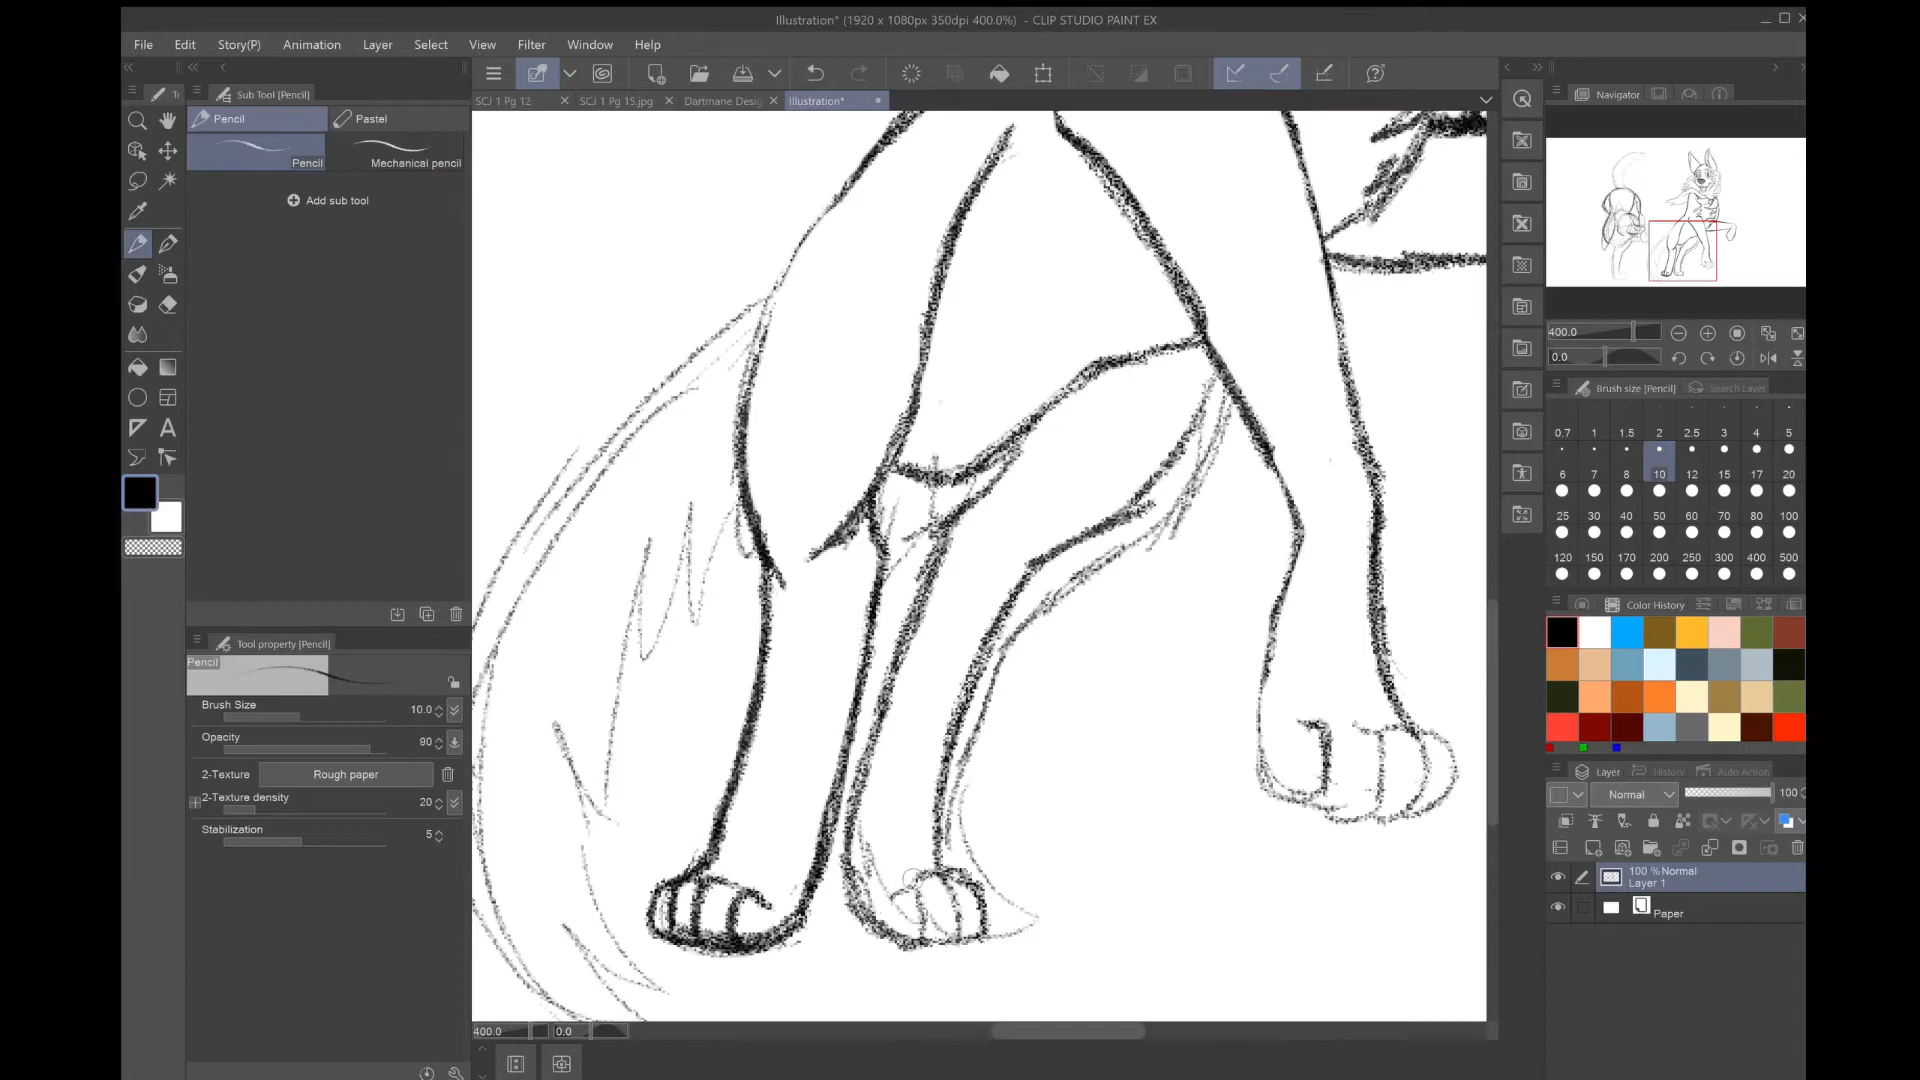 Illustration* (1920 x 1080px 350dpi 400.0%) - CLIP STUDIO PAINT EX
File Edit Story(P) Animation Layer Select View Filter Window Help
Sub Tool [Pencil]
Pencil Pastel
Pencil Mechanical pencil
Add sub tool
SCJ 1 Pg 12 SCJ 1 Pg 15.jpg Dartmane Desig Illustration*
Navigator
400.0
0.0
Brush size [Pencil] Search Layer
0.7 1 1.5 2 2.5 3 4 5
6 7 8 10 12 15 17 20
25 30 40 50 60 70 80 100
120 150 170 200 250 300 400 500
Color History
Tool property [Pencil]
Pencil
Brush Size 10.0
Opacity 90
2-Texture Rough paper
2-Texture density 20
Stabilization 5
Layer History Auto Action
Normal 100
100 % Normal
Layer 1
Paper
400.0 0.0